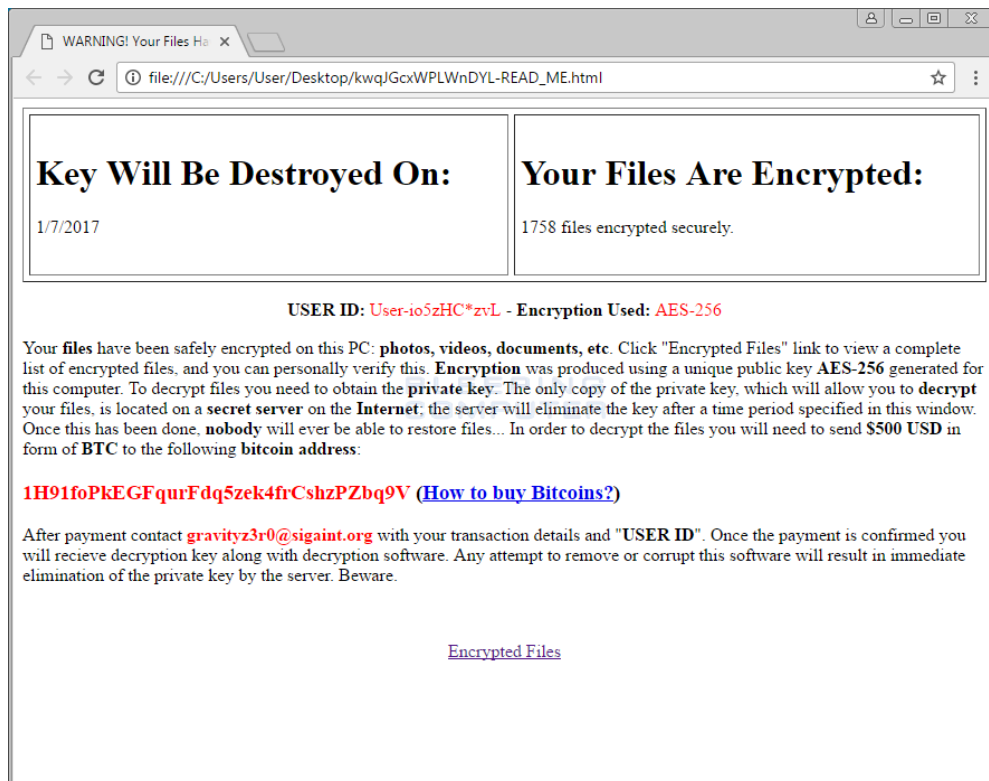 WARNING! Your Files Ha
file:///C:/Users/User/Desktop/kwqJGcxWPLWnDYL-READ_ME.html
Key Will Be Destroyed On:
1/7/2017
Your Files Are Encrypted:
1758 files encrypted securely.
USER ID: User-io5zHC*zvL - Encryption Used: AES-256
Your files have been safely encrypted on this PC: photos, videos, documents, etc. Click "Encrypted Files" link to view a complete
list of encrypted files, and you can personally verify this. Encryption was produced using a unique public key AES-256 generated for
this computer. To decrypt files you need to obtain the private key. The only copy of the private key, which will allow you to decrypt
your files, is located on a secret server on the Internet; the server will eliminate the key after a time period specified in this window.
Once this has been done, nobody will ever be able to restore files... In order to decrypt the files you will need to send $500 USD in
form of BTC to the following bitcoin address:
1H91foPkEGFqurFdq5zek4frCshzPZbq9V (How to buy Bitcoins?)
After payment contact gravityz3r0@sigaint.org with your transaction details and "USER ID". Once the payment is confirmed you
will recieve decryption key along with decryption software. Any attempt to remove or corrupt this software will result in immediate
elimination of the private key by the server. Beware.
Encrypted Files
BLEEPING
COMPUTER